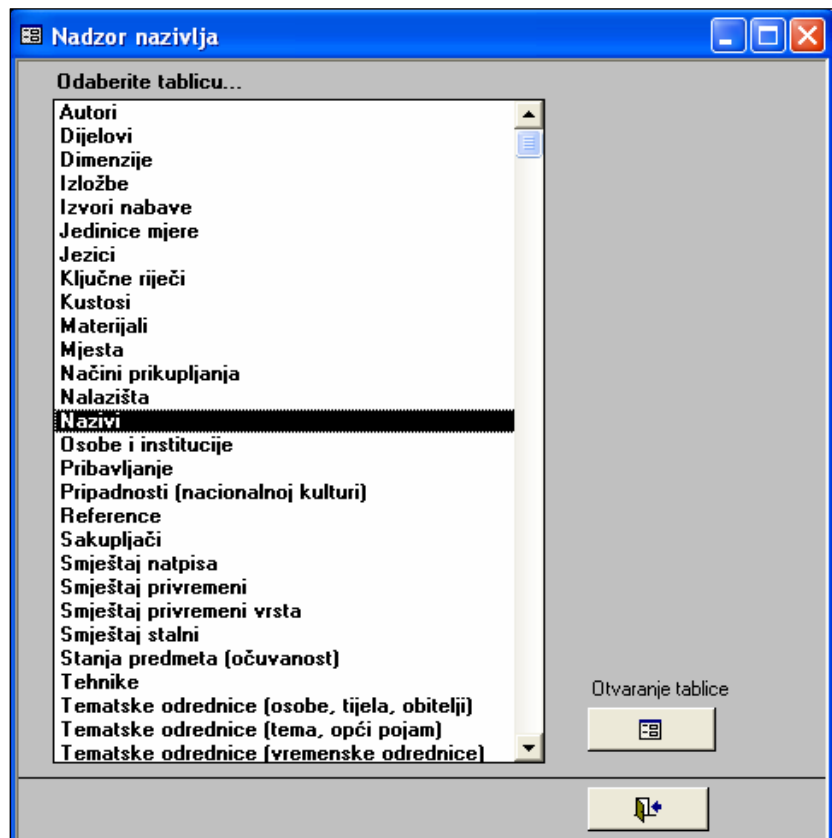 Nadzor nazivlja
Odaberite tablicu...
Autori
Dijelovi
Dimenzije
Izložbe
Izvori nabave
Jedinice mjere
Jezici
Ključne riječi
Kustosi
Materijali
Mjesta
Načini prikupljanja
Nalazišta
Nazivi
Osobe i institucije
Pribavljanje
Pripadnosti (nacionalnoj kulturi)
Reference
Sakupljači
Smještaj natpisa
Smještaj privremeni
Smještaj privremeni vrsta
Smještaj stalni
Stanja predmeta (očuvanost)
Tehnike
Tematske odrednice (osobe, tijela, obitelji)
Tematske odrednice (tema, opći pojam)
Tematske odrednice (vremenske odrednice)
Otvaranje tablice